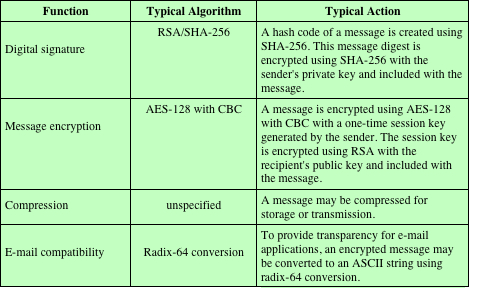 Function Typical Algorithm Typical Action
Digital signature
RSA/SHA-256
A hash code of a message is created using
SHA-256. This message digest is
encrypted using SHA-256 with the
sender's private key and included with the
message.
Message encryption
AES-128 with CBC
A message is encrypted using AES-128
with CBC with a one-time session key
generated by the sender. The session key
is encrypted using RSA with the
recipient's public key and included with
the message.
Compression
unspecified
A message may be compressed for
storage or transmission.
E-mail compatibility
Radix-64 conversion
To provide transparency for e-mail
applications, an encrypted message may
be converted to an ASCII string using
radix-64 conversion.